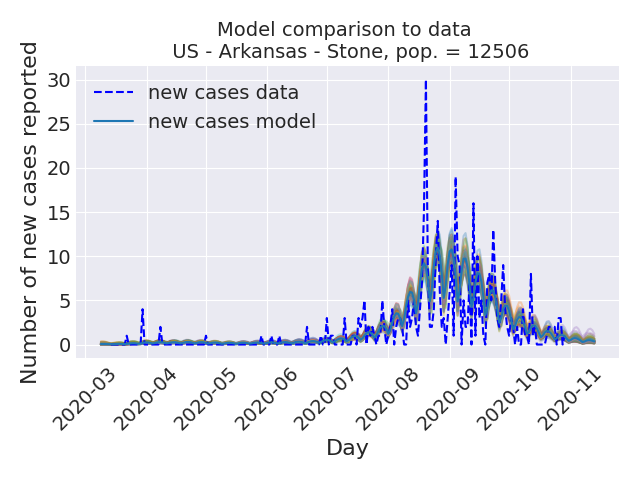 Model comparison to data
US - Arkansas - Stone, pop. = 12506
Number of new cases reported
30
25
20
15
10
5
0
new cases data
new cases model
2020-03
2020-04
2020-05
2020-06
2020-07
2020-08
2020-09
2020-10
2020-11
Day